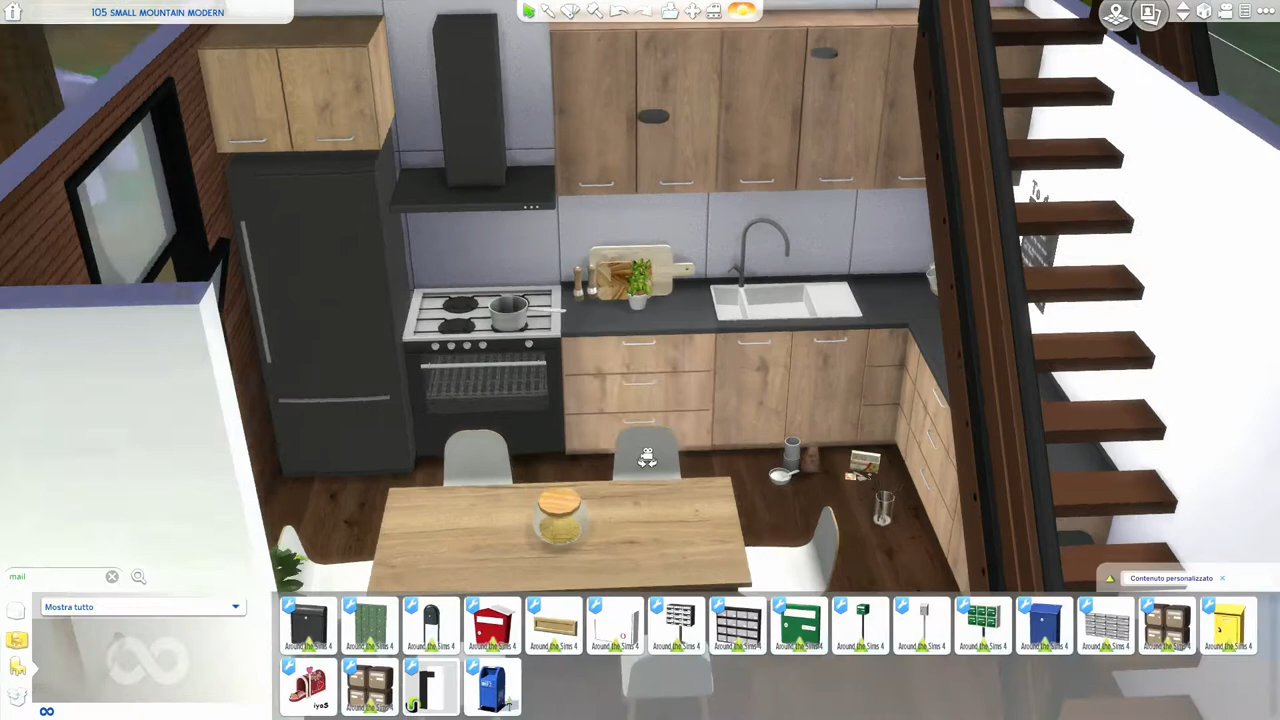 105 SMALL MOUNTAIN MODERN
mail
Contenuto personalizzato
Mostra tutto
Around the Sims 4 Around the Sims 4 Around the Sims 4 Around the Sims 4 Around the Sims 4 Around the Sims 4 Around the Sims 4 Around the Sims 4 Around the Sims 4 Around the Sims 4 Around the Sims 4 Around the Sims 4 Around the Sims 4 Around the Sims 4 Around the Sims 4 Around the Sims 4
Around the Sims 4